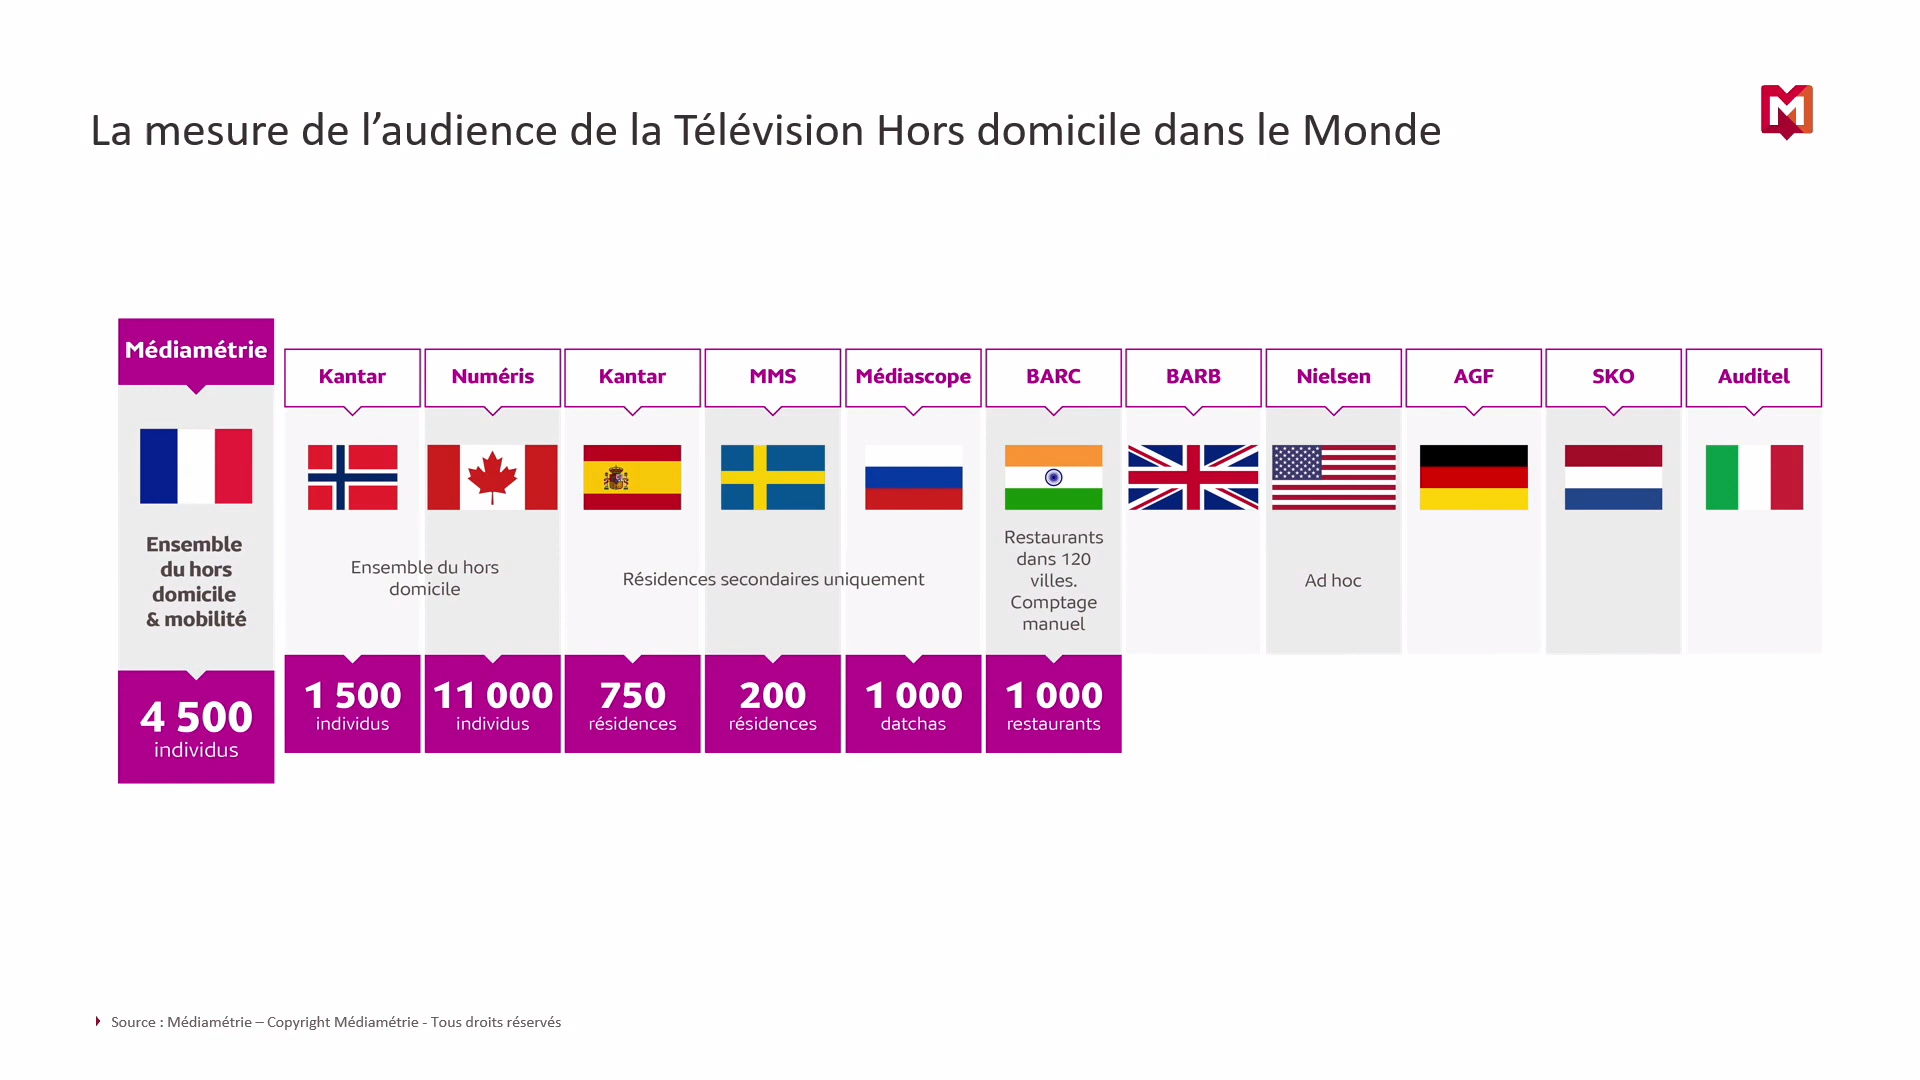 La mesure de l’audience de la Télévision Hors domicile dans le Monde
M
Médiamétrie
Ensemble
du hors
domicile
& mobilité
4 500
individus
Kantar
Numéris
Ensemble du hors
domicile
1 500
individus
11 000
individus
Kantar
MMS
Médiascope
Résidences secondaires uniquement
750
résidences
200
résidences
1 000
datchas
BARC
Restaurants
dans 120
villes.
Comptage
manuel
1 000
restaurants
BARB
Nielsen
Ad hoc
AGF
SKO
Auditel
Source : Médiamétrie – Copyright Médiamétrie - Tous droits réservés